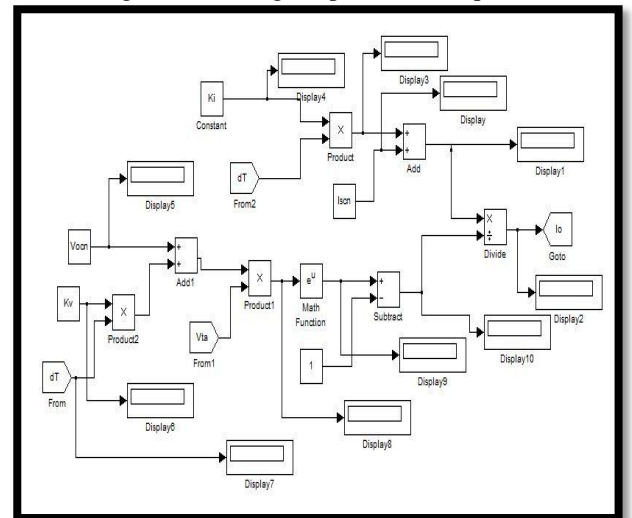 Display3
Ki
Display4
Display
Constant
X
Product
+
+
Add
Display1
dT
From2
Iscn
Display5
X
÷
Divide
Io
Goto
Vocn
+
+
Add1
X
Product1
e^u
Math
Function
+
−
Subtract
Display2
Kv
X
Product2
Vta
From1
1
Display10
dT
From
Display9
Display6
Display8
Display7